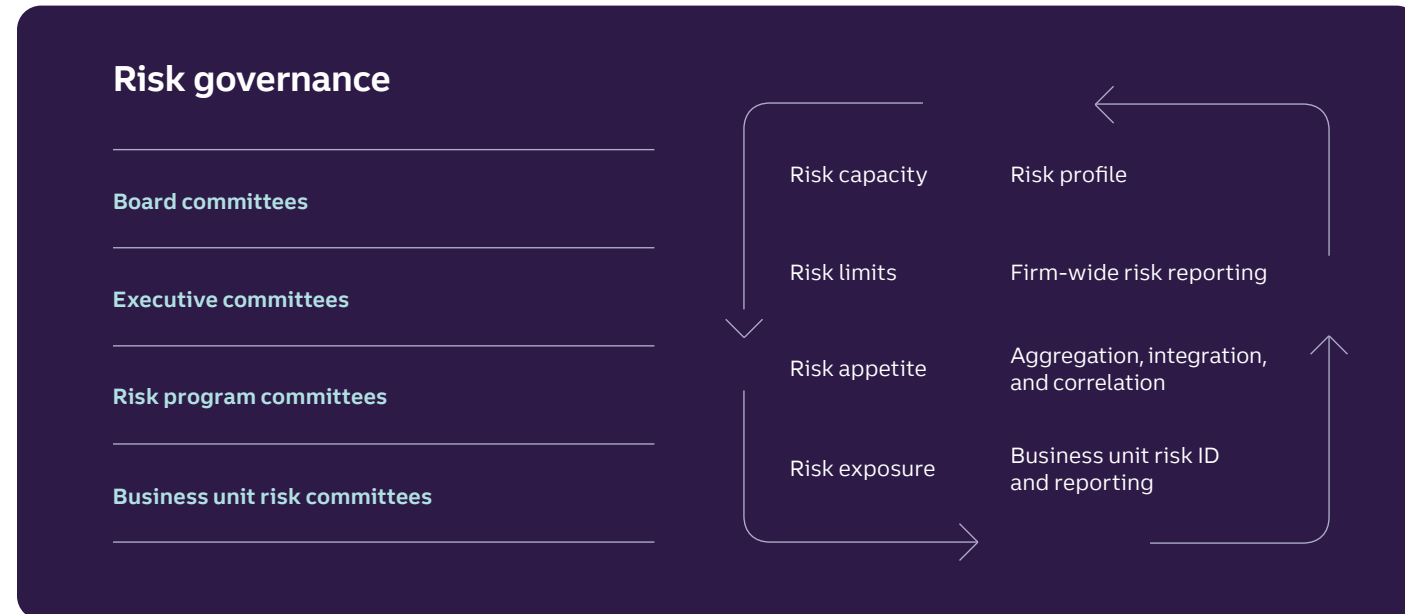 Risk governance
Board committees
Executive committees
Risk program committees
Business unit risk committees
Risk capacity
Risk profile
Risk limits
Firm-wide risk reporting
Risk appetite
Aggregation, integration,
and correlation
Risk exposure
Business unit risk ID
and reporting